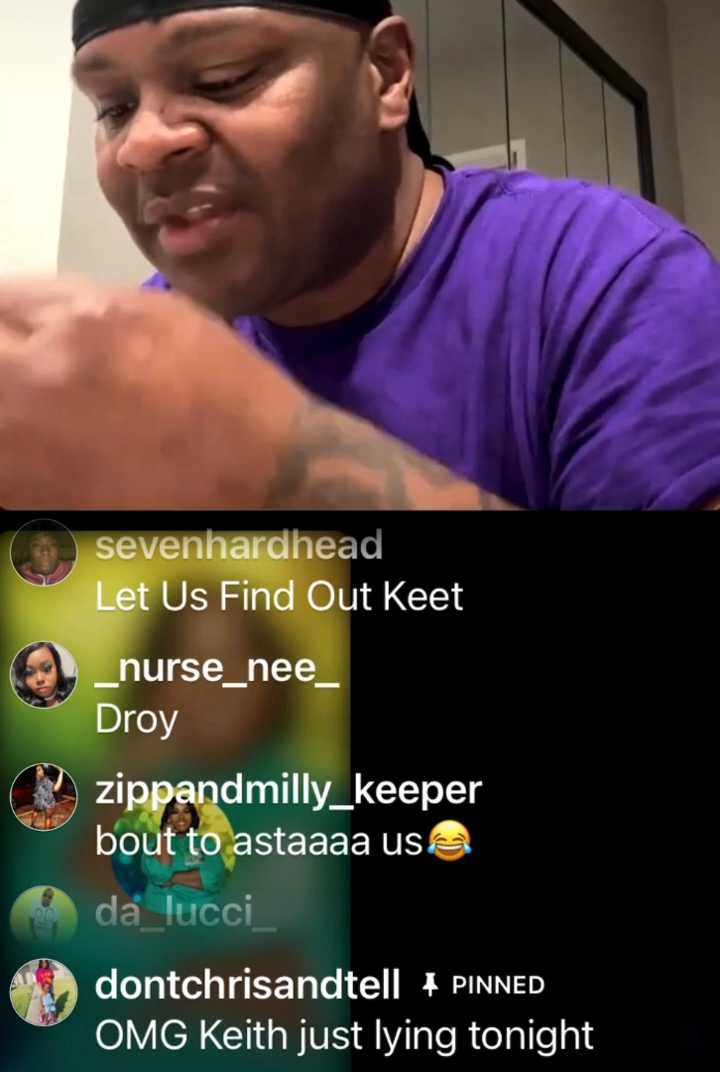 sevenhardhead
Let Us Find Out Keet
_nurse_nee_
Droy
zippandmilly_keeper
bout to astaaaa us😂
da_lucci_
dontchrisandtell PINNED
OMG Keith just lying tonight